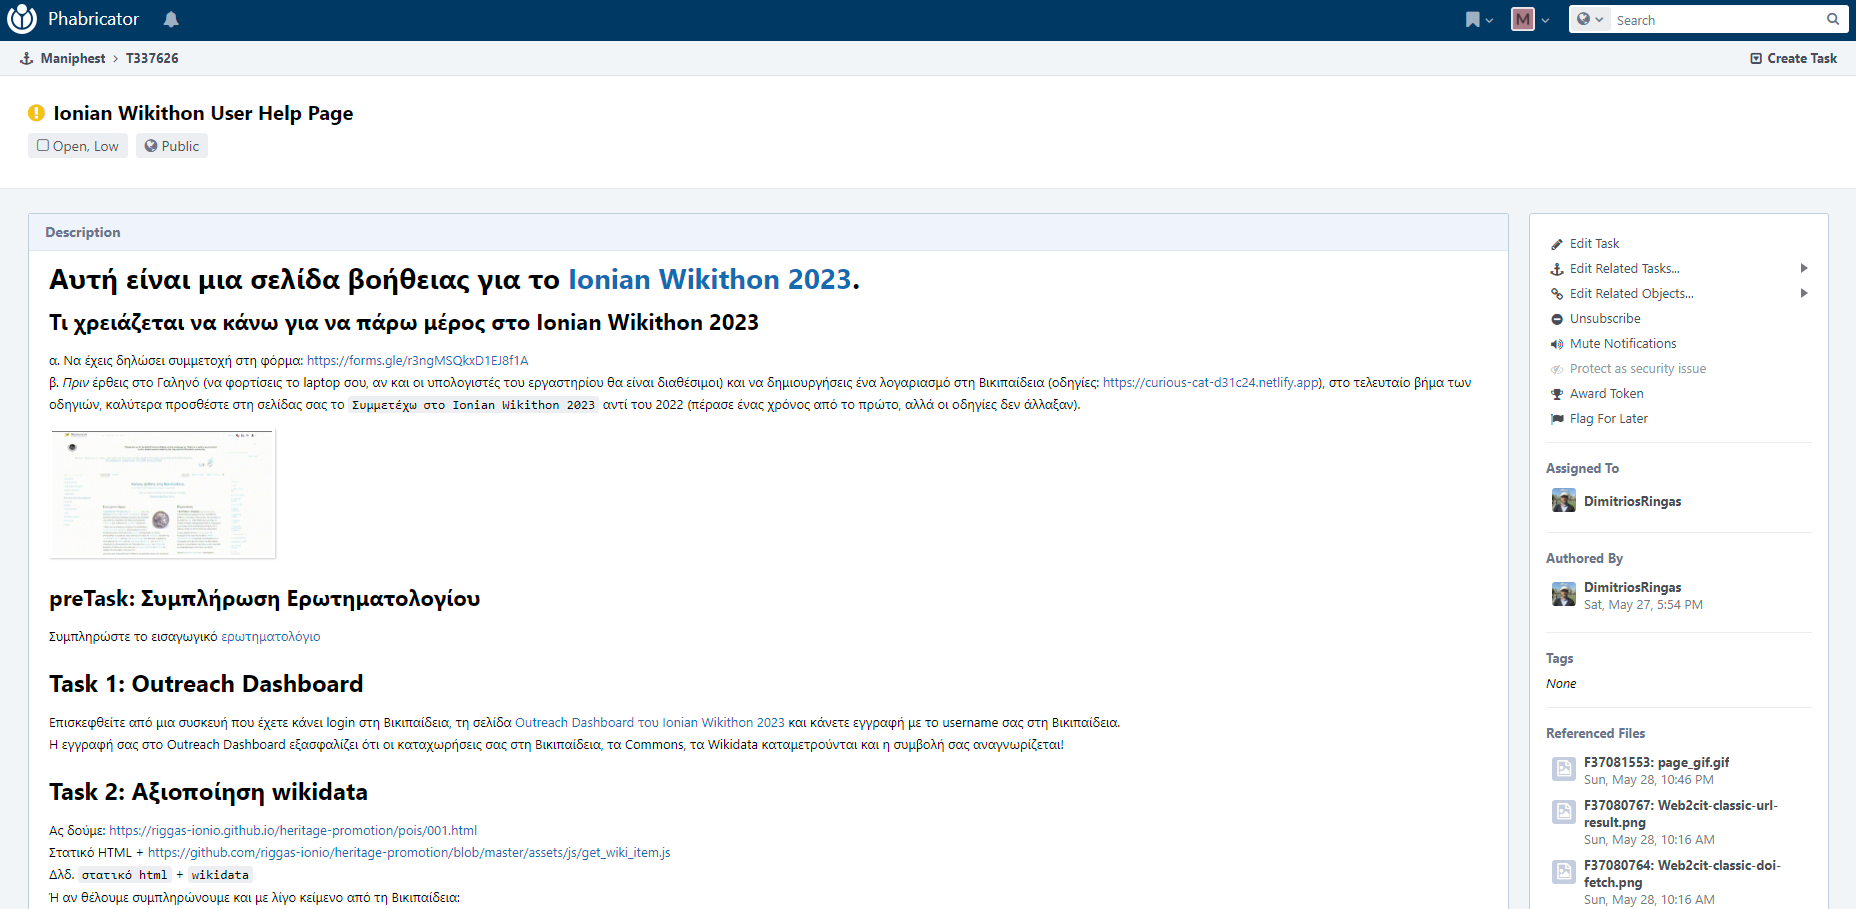 Phabricator
M
Search
Maniphest > T337626
Create Task
Ionian Wikithon User Help Page
Open, Low
Public
Description
Αυτή είναι μια σελίδα βοήθειας για το Ionian Wikithon 2023.
Τι χρειάζεται να κάνω για να πάρω μέρος στο Ionian Wikithon 2023
α. Να έχεις δηλώσει συμμετοχή στη φόρμα: https://forms.gle/r3ngMSQkxD1EJ8f1A
β. Πριν έρθεις στο Γαληνό (να φορτίσεις το laptop σου, αν και οι υπολογιστές του εργαστηρίου θα είναι διαθέσιμοι) και να δημιουργήσεις ένα λογαριασμό στη Βικιπαίδεια (οδηγίες: https://curious-cat-d31c24.netlify.app), στο τελευταίο βήμα των
οδηγιών, καλύτερα προσθέστε στη σελίδας σας το Συμμετέχω στο Ionian Wikithon 2023 αντί του 2022 (πέρασε ένας χρόνος από το πρώτο, αλλά οι οδηγίες δεν άλλαξαν).
preTask: Συμπλήρωση Ερωτηματολογίου
Συμπληρώστε το εισαγωγικό ερωτηματολόγιο
Task 1: Outreach Dashboard
Επισκεφθείτε από μια συσκευή που έχετε κάνει login στη Βικιπαίδεια, τη σελίδα Outreach Dashboard του Ionian Wikithon 2023 και κάνετε εγγραφή με το username σας στη Βικιπαίδεια.
Η εγγραφή σας στο Outreach Dashboard εξασφαλίζει ότι οι καταχωρήσεις σας στη Βικιπαίδεια, τα Commons, τα Wikidata καταμετρούνται και η συμβολή σας αναγνωρίζεται!
Task 2: Αξιοποίηση wikidata
Ας δούμε: https://riggas-ionio.github.io/heritage-promotion/pois/001.html
Στατικό HTML + https://github.com/riggas-ionio/heritage-promotion/blob/master/assets/js/get_wiki_item.js
Δλδ. στατικό html + wikidata
Ή αν θέλουμε συμπληρώνουμε και με λίγο κείμενο από τη Βικιπαίδεια:
Edit Task
Edit Related Tasks...
Edit Related Objects...
Unsubscribe
Mute Notifications
Protect as security issue
Award Token
Flag For Later
Assigned To
DimitriosRingas
Authored By
DimitriosRingas
Sat, May 27, 5:54 PM
Tags
None
Referenced Files
F37081553: page_gif.gif
Sun, May 28, 10:46 PM
F37080767: Web2cit-classic-url-
result.png
Sun, May 28, 10:16 AM
F37080764: Web2cit-classic-doi-
fetch.png
Sun, May 28, 10:16 AM